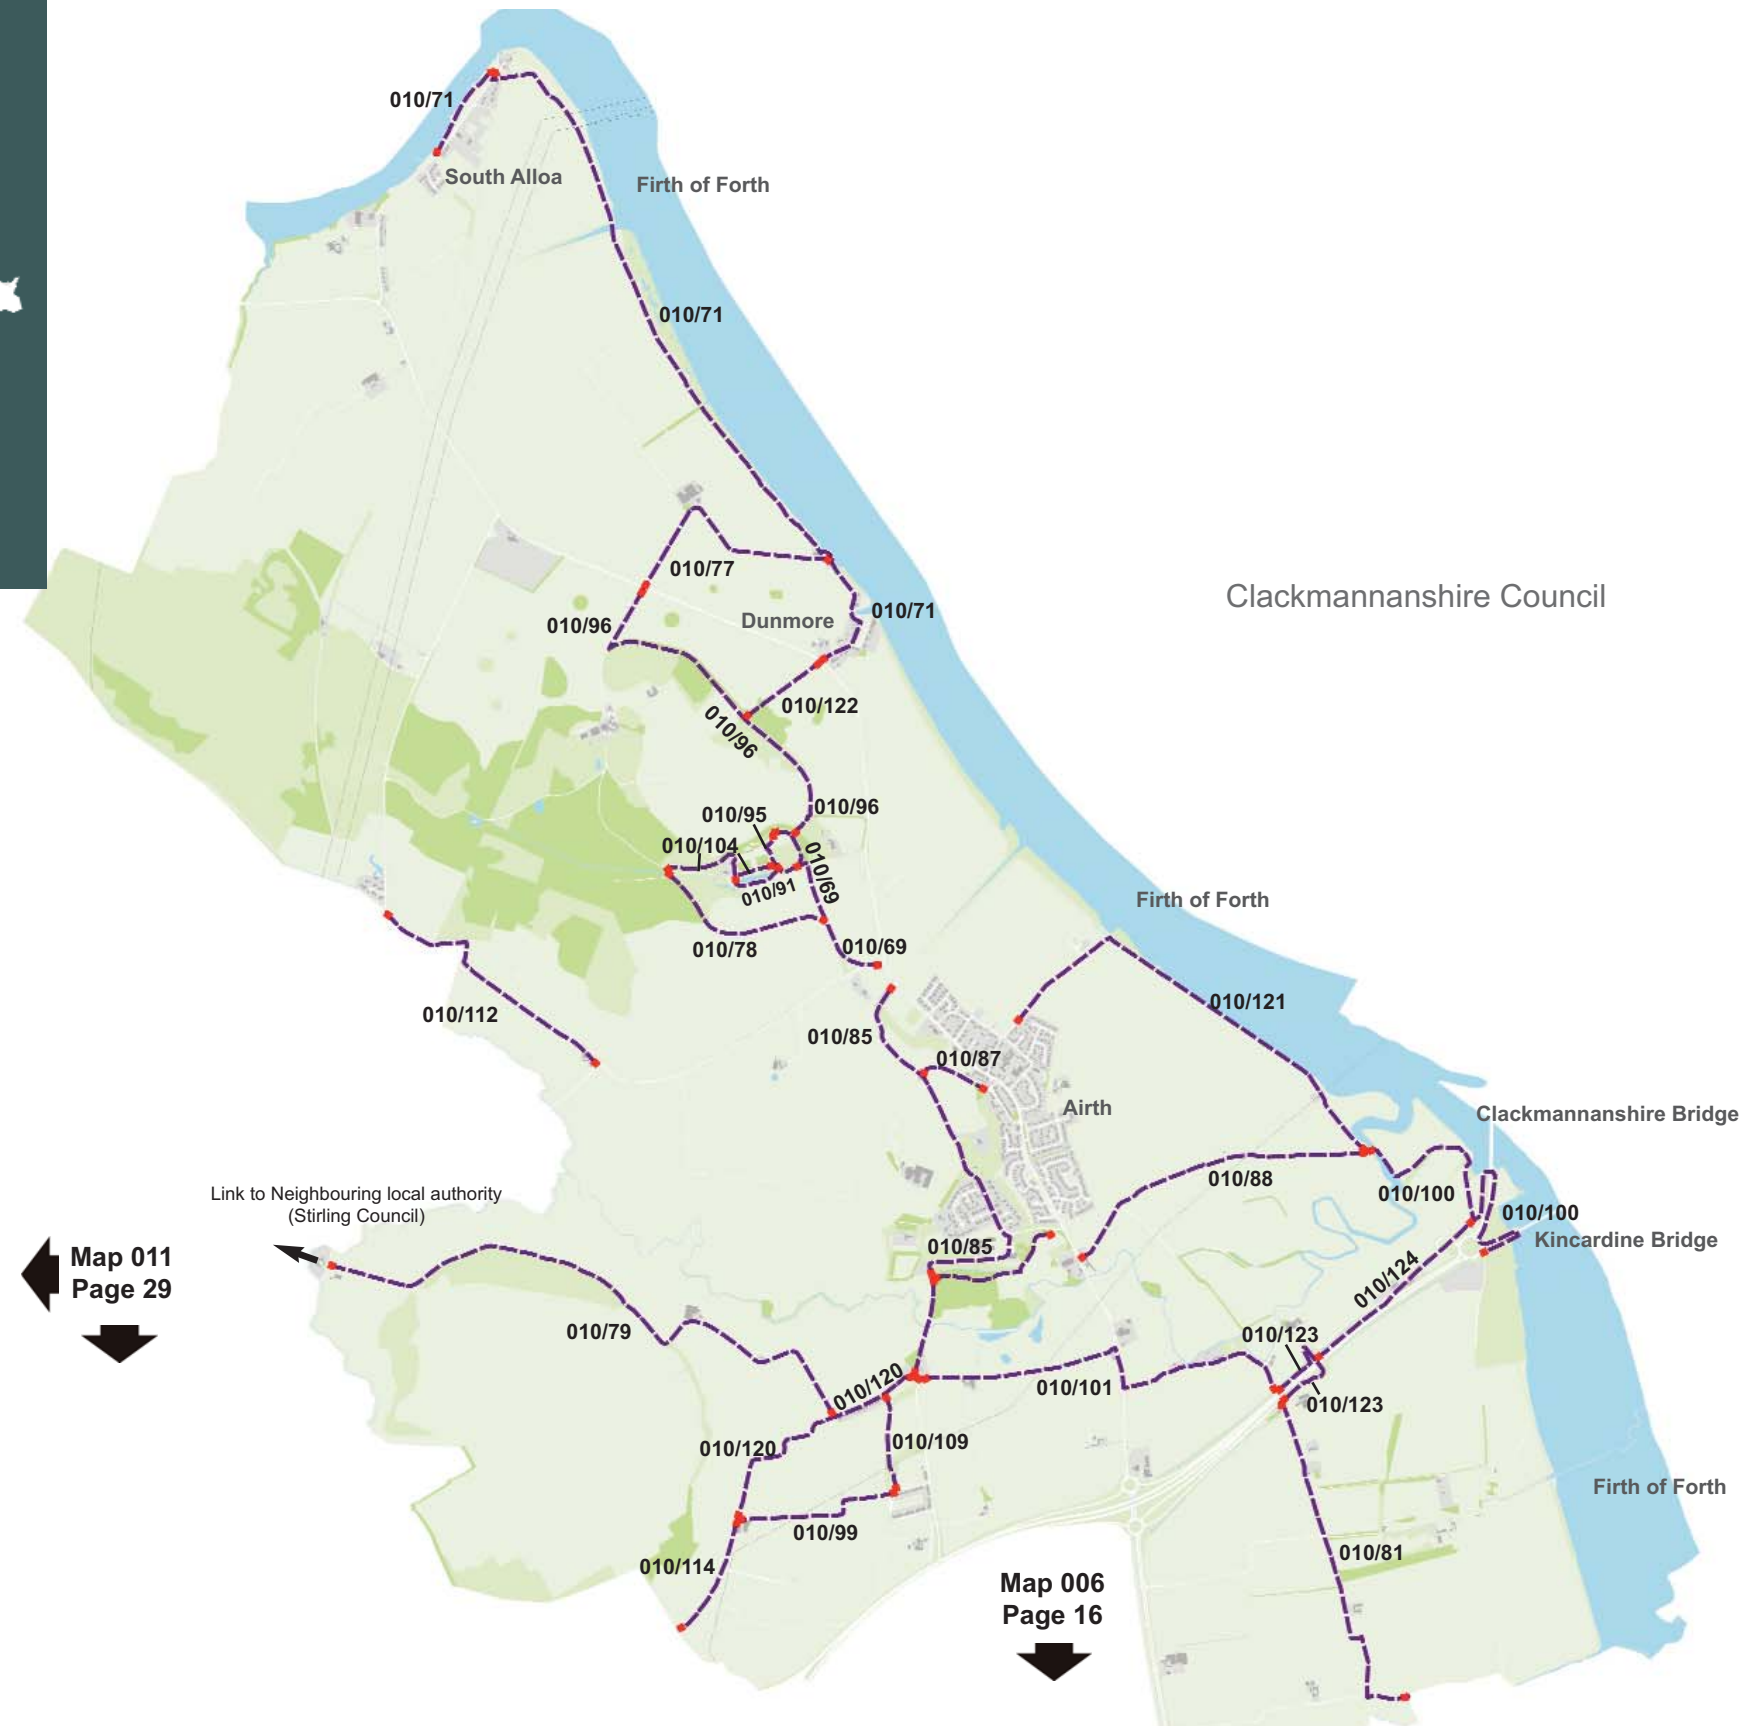 010/71
South Alloa
Firth of Forth
010/71
010/77
010/96
Dunmore
010/71
Clackmannanshire Council
010/122
010/96
010/96
010/95
010/104
010/69
010/91
Firth of Forth
010/78
010/69
010/112
010/121
010/85
010/87
Airth
Clackmannanshire Bridge
010/88
010/100
Link to Neighbouring local authority
(Stirling Council)
010/100
Kincardine Bridge
010/85
Map 011
Page 29
010/124
010/79
010/123
010/120
010/101
010/123
010/120
010/109
Firth of Forth
010/99
010/81
010/114
Map 006
Page 16